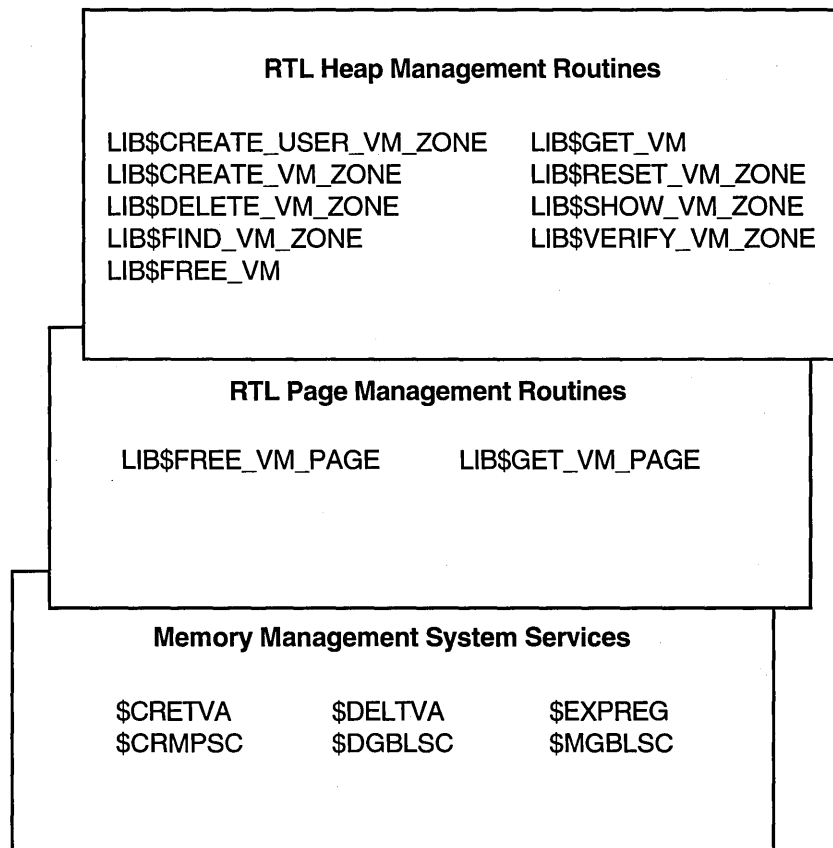 RTL Heap Management Routines
LIB$CREATE_USER_VM_ZONE LIB$GET_VM
LIB$CREATE_VM_ZONE LIB$RESET_VM_ZONE
LIB$DELETE_VM_ZONE LIB$SHOW_VM_ZONE
LIB$FIND_VM_ZONE LIB$VERIFY_VM_ZONE
LIB$FREE_VM
RTL Page Management Routines
LIB$FREE_VM_PAGE LIB$GET_VM_PAGE
Memory Management System Services
$CRETVA $DELTVA $EXPREG
$CRMPSC $DGBLSC $MGBLSC